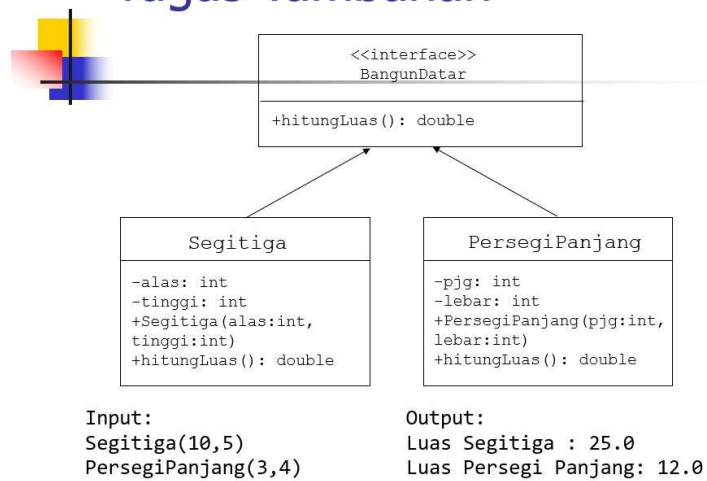 Tugas Tambahan
<<interface>>
BangunDatar
+hitungLuas(): double
Segitiga
-alas: int
-tinggi: int
+Segitiga(alas:int,
tinggi:int)
+hitungLuas(): double
PersegiPanjang
-pjg: int
-lebar: int
+PersegiPanjang(pjg:int,
lebar:int)
+hitungLuas(): double
Input:
Segitiga(10,5)
PersegiPanjang(3,4)
Output:
Luas Segitiga : 25.0
Luas Persegi Panjang: 12.0